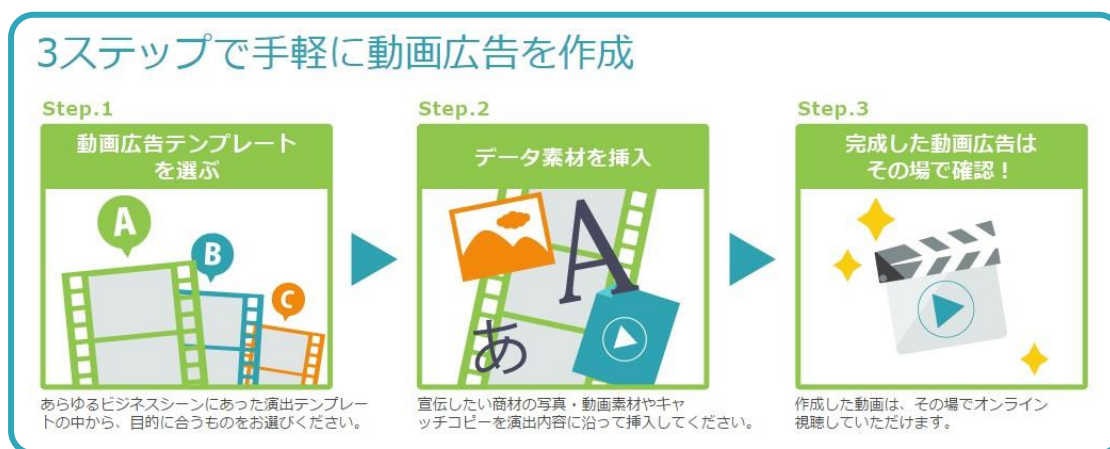 3ステップで手軽に動画広告を作成
Step.1
動画広告テンプレート
を選ぶ
A
B
C
あらゆるビジネスシーンにあった演出テンプレー
トの中から、目的に合うものをお選びください。
Step.2
データ素材を挿入
A
あ
宣伝したい商材の写真・動画素材やキャ
ッチコピーを演出内容に沿って挿入してください。
Step.3
完成した動画広告は
その場で確認！
作成した動画は、その場でオンライン
視聴していただけます。